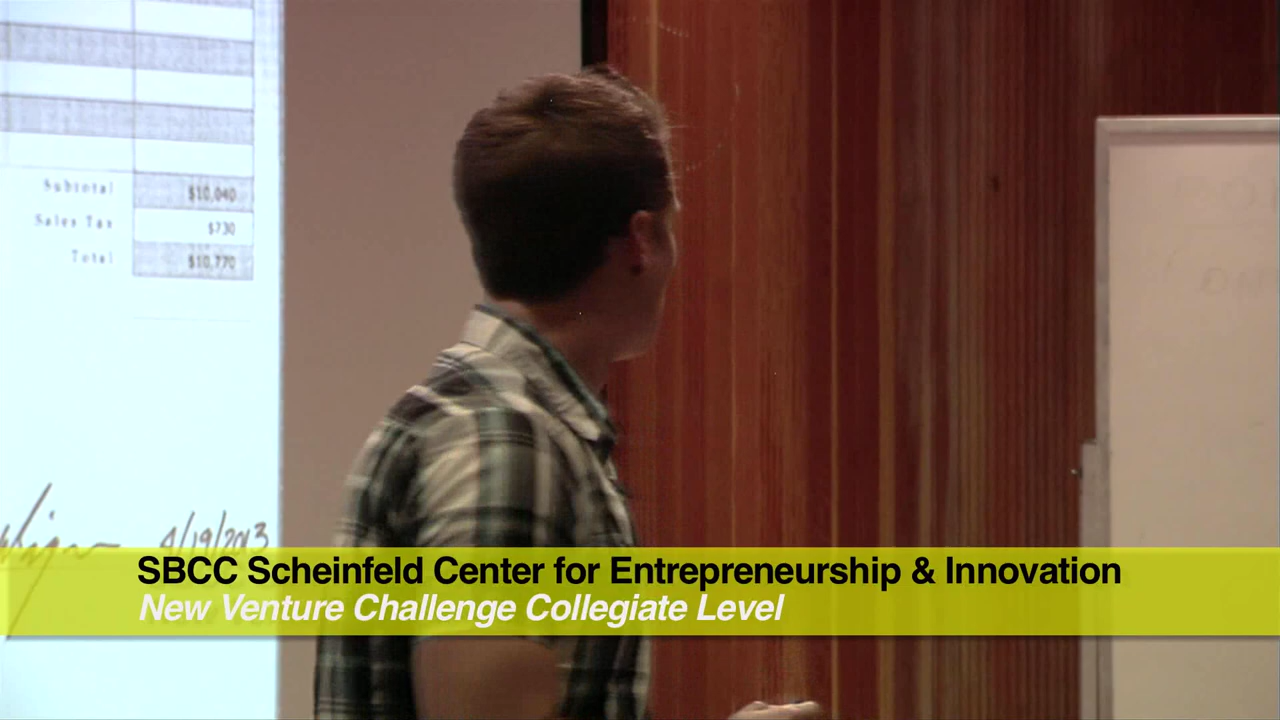 Subtotal $10,040
Sales Tax $730
Total $10,770
4/19/2013
SBCC Scheinfeld Center for Entrepreneurship & Innovation
New Venture Challenge Collegiate Level